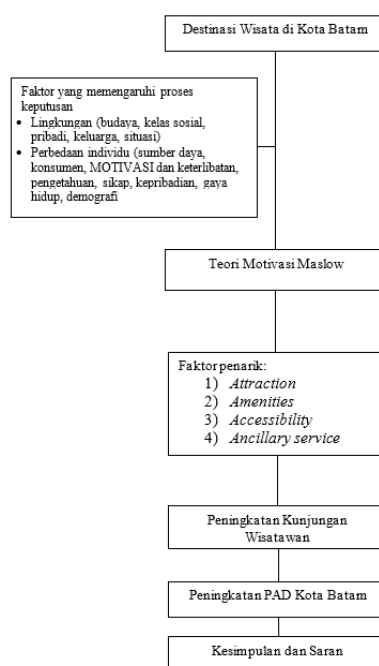 Destinasi Wisata di Kota Batam
Faktor yang memengaruhi proses
keputusan
• Lingkungan (budaya, kelas sosial,
pribadi, keluarga, situasi)
• Perbedaan individu (sumber daya,
konsumen, MOTIVASI dan keterlibatan,
pengetahuan, sikap, kepribadian, gaya
hidup, demografi
Teori Motivasi Maslow
Faktor penarik:
1) Attraction
2) Amenities
3) Accessibility
4) Ancillary service
Peningkatan Kunjungan
Wisatawan
Peningkatan PAD Kota Batam
Kesimpulan dan Saran